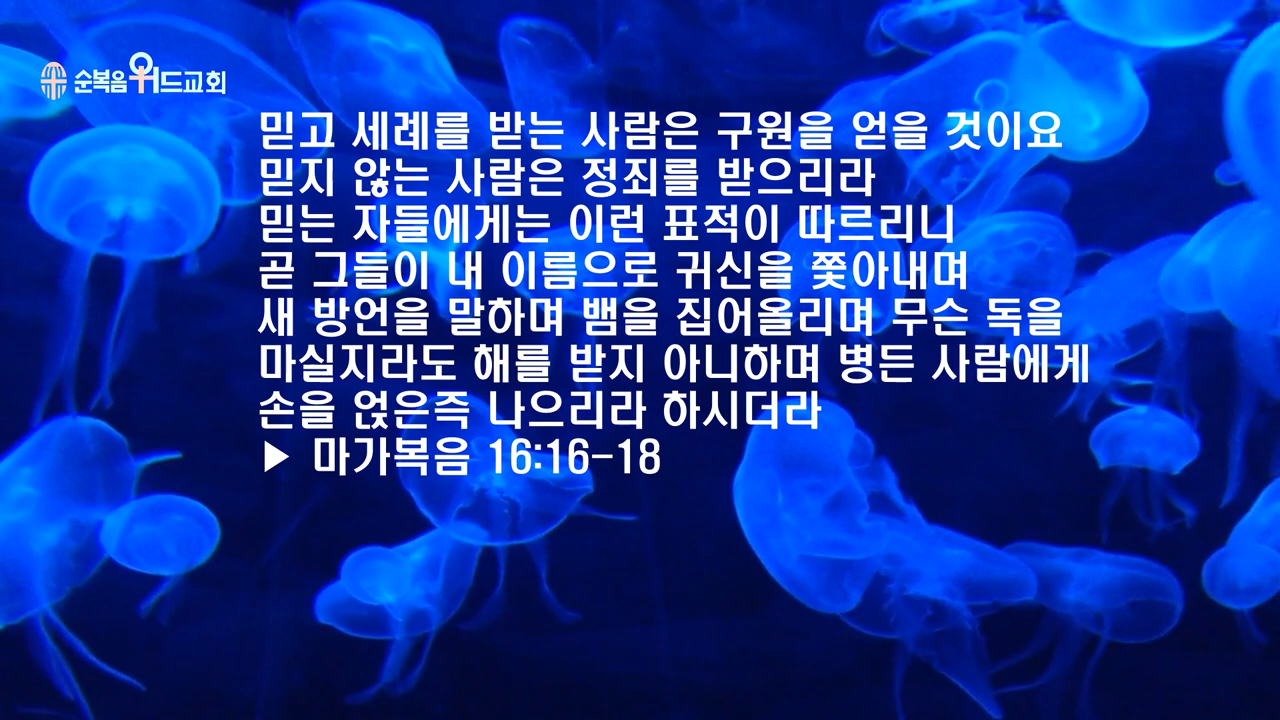 순복음워드교회
믿고 세례를 받는 사람은 구원을 얻을 것이요
믿지 않는 사람은 정죄를 받으리라
믿는 자들에게는 이런 표적이 따르리니
곧 그들이 내 이름으로 귀신을 쫓아내며
새 방언을 말하며 뱀을 집어올리며 무슨 독을
마실지라도 해를 받지 아니하며 병든 사람에게
손을 얹은즉 나으리라 하시더라
▶ 마가복음 16:16-18